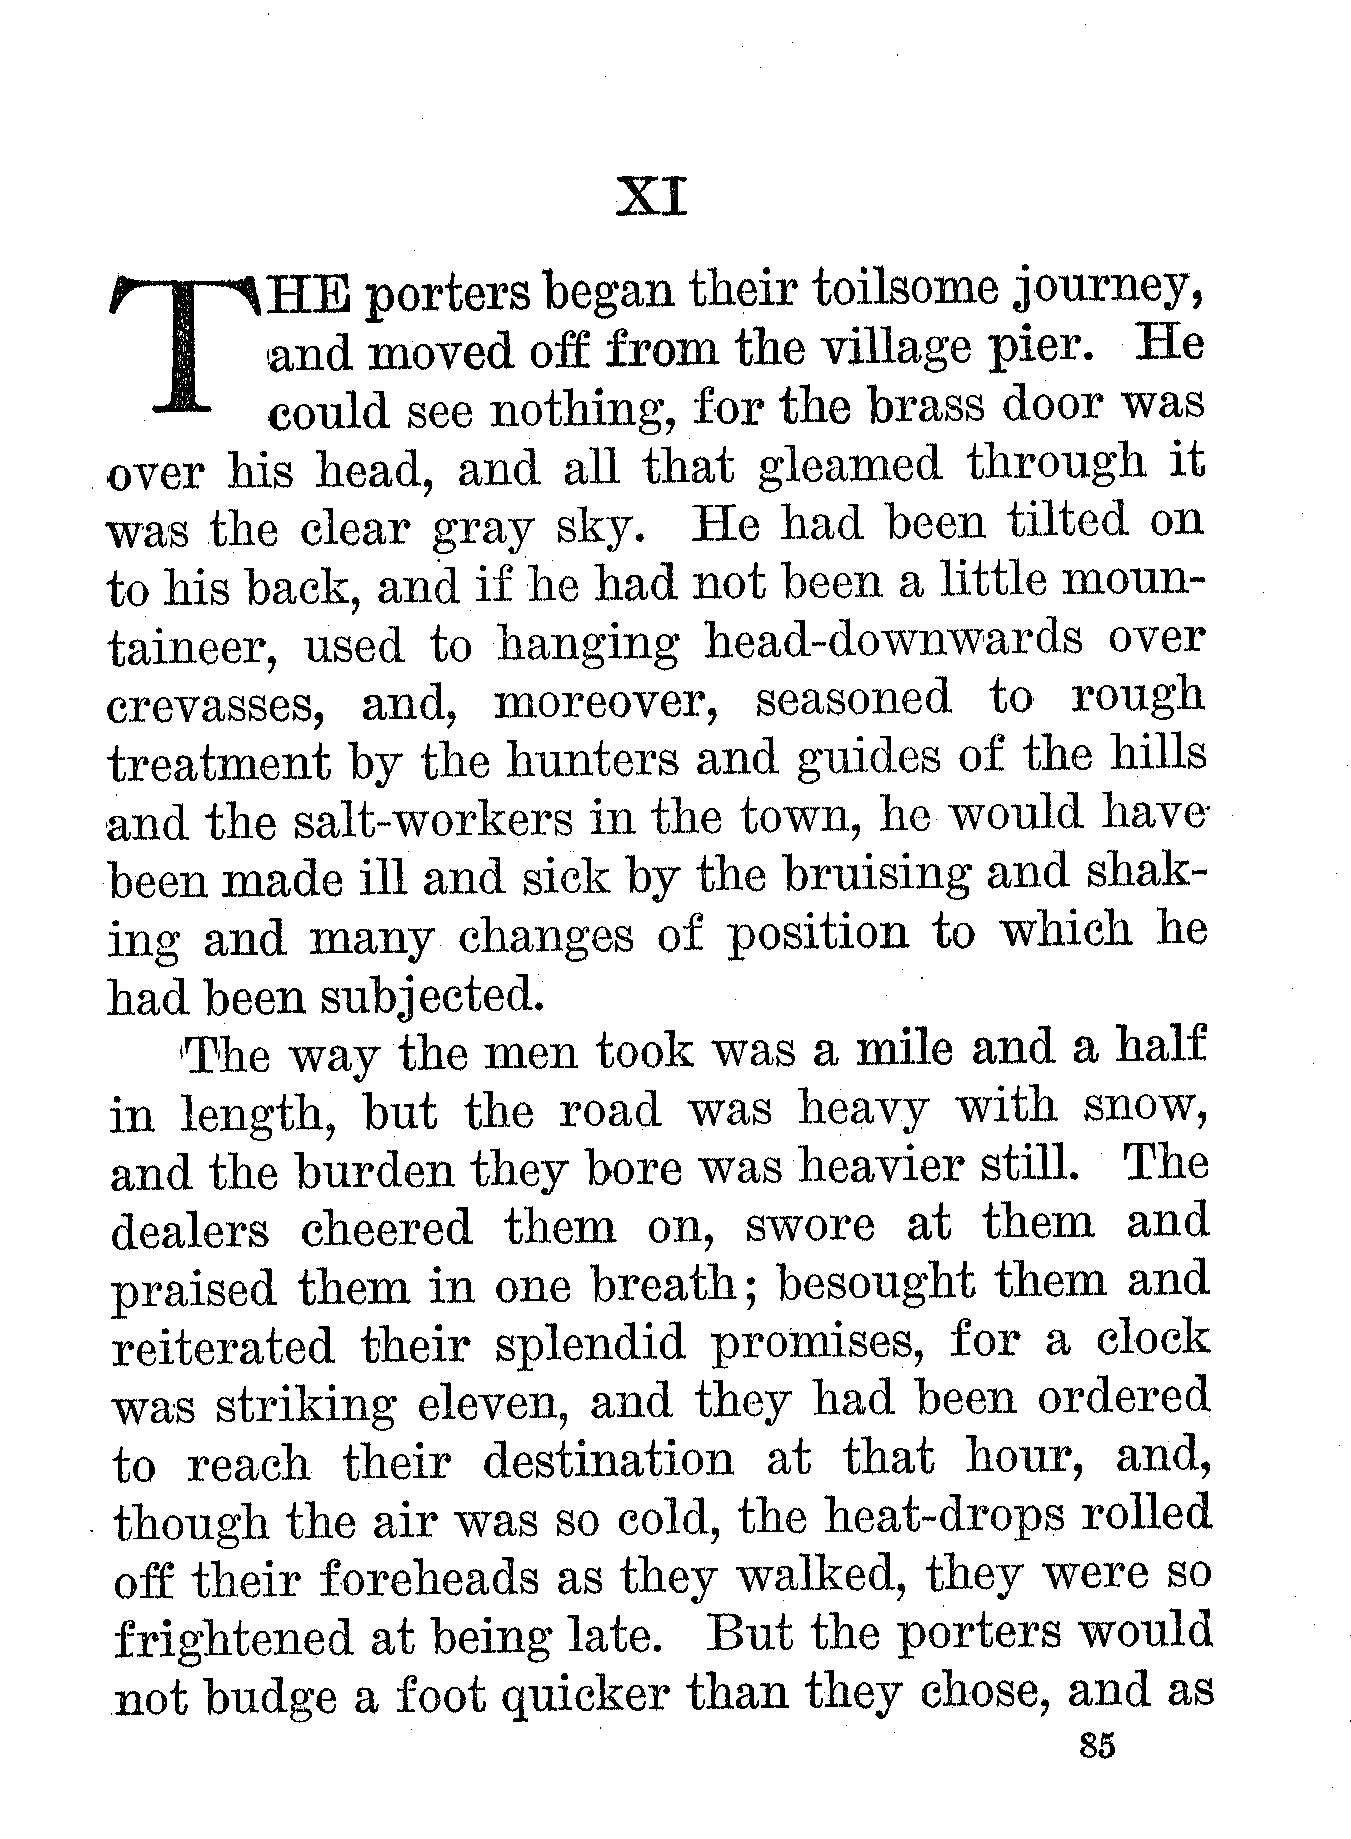 XI
THE porters began their toilsome journey,
and moved off from the village pier. He
could see nothing, for the brass door was
over his head, and all that gleamed through it
was the clear gray sky. He had been tilted on
to his back, and if he had not been a little moun-
taineer, used to hanging head-downwards over
crevasses, and, moreover, seasoned to rough
treatment by the hunters and guides of the hills
and the salt-workers in the town, he would have
been made ill and sick by the bruising and shak-
ing and many changes of position to which he
had been subjected.
The way the men took was a mile and a half
in length, but the road was heavy with snow,
and the burden they bore was heavier still. The
dealers cheered them on, swore at them and
praised them in one breath; besought them and
reiterated their splendid promises, for a clock
was striking eleven, and they had been ordered
to reach their destination at that hour, and,
though the air was so cold, the heat-drops rolled
off their foreheads as they walked, they were so
frightened at being late. But the porters would
not budge a foot quicker than they chose, and as
85